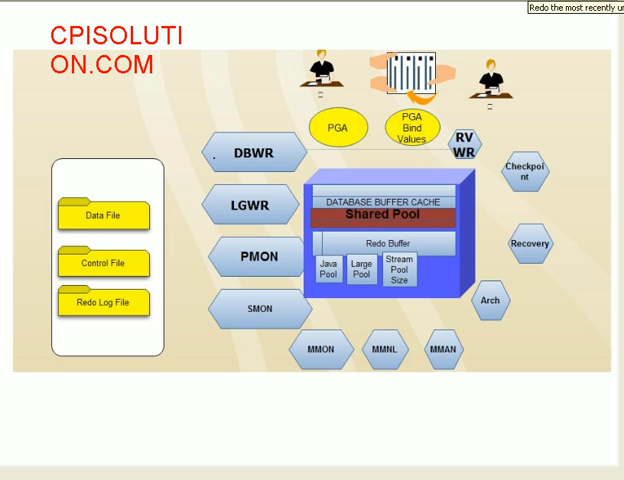 Redo the most recently un
CPISOLUTI
ON.COM
PGA
PGA
Bind
Values
RV
WR
DBWR
Checkpoi
nt
DATABASE BUFFER CACHE
Shared Pool
Data File
LGWR
Redo Buffer
Recovery
Control File
PMON
Java
Pool
Large
Pool
Stream
Pool
Size
Redo Log File
SMON
Arch
MMON
MMNL
MMAN